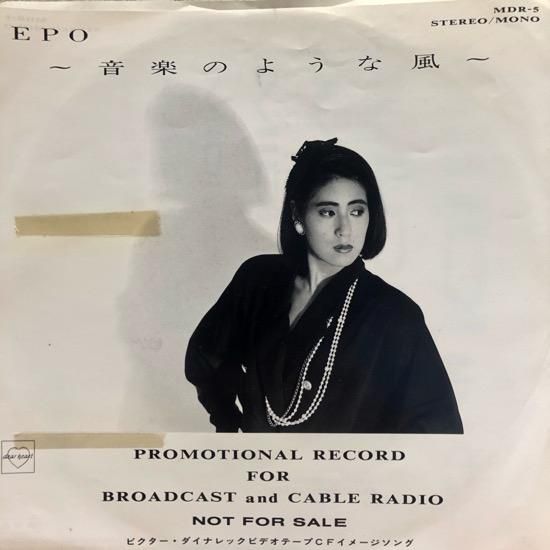 MDR-5
STEREO/MONO
EPO
～音楽のような風～
dear heart
PROMOTIONAL RECORD
FOR
BROADCAST and CABLE RADIO
NOT FOR SALE
ビクター・ダイナレックビデオテープCFイメージソング